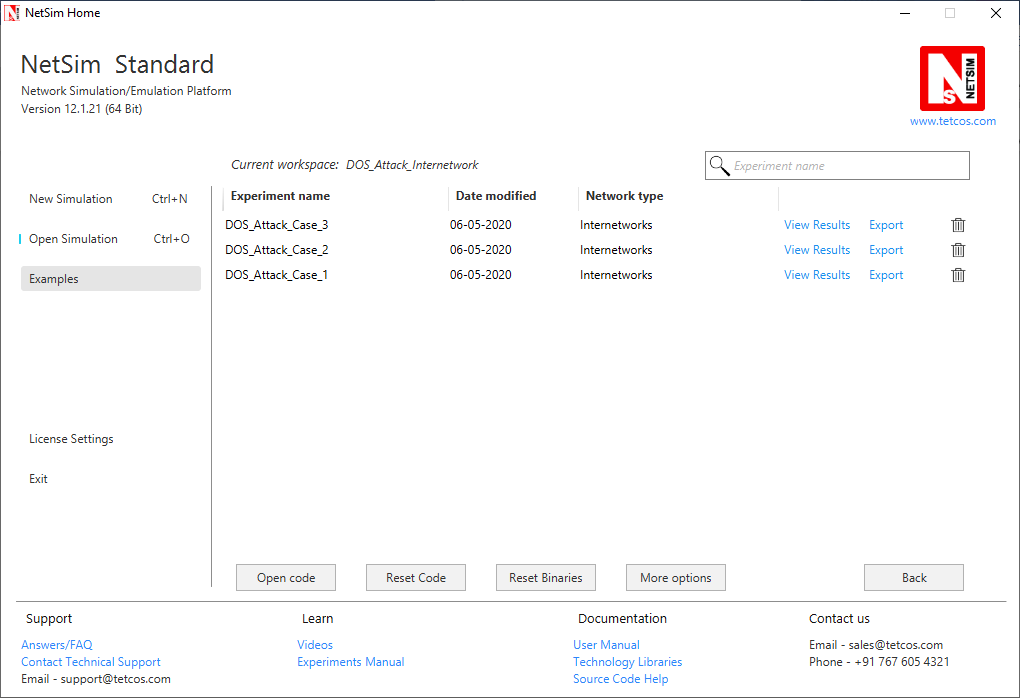 NetSim Home
NetSim Standard
Network Simulation/Emulation Platform
Version 12.1.21 (64 Bit)
NS NETSIM
www.tetcos.com
Current workspace: DOS_Attack_Internetwork
Experiment name
New Simulation Ctrl+N
Open Simulation Ctrl+O
Examples
License Settings
Exit
Experiment name Date modified Network type
DOS_Attack_Case_3 06-05-2020 Internetworks View Results Export
DOS_Attack_Case_2 06-05-2020 Internetworks View Results Export
DOS_Attack_Case_1 06-05-2020 Internetworks View Results Export
Open code Reset Code Reset Binaries More options Back
Support
Answers/FAQ
Contact Technical Support
Email - support@tetcos.com
Learn
Videos
Experiments Manual
Documentation
User Manual
Technology Libraries
Source Code Help
Contact us
Email - sales@tetcos.com
Phone - +91 767 605 4321